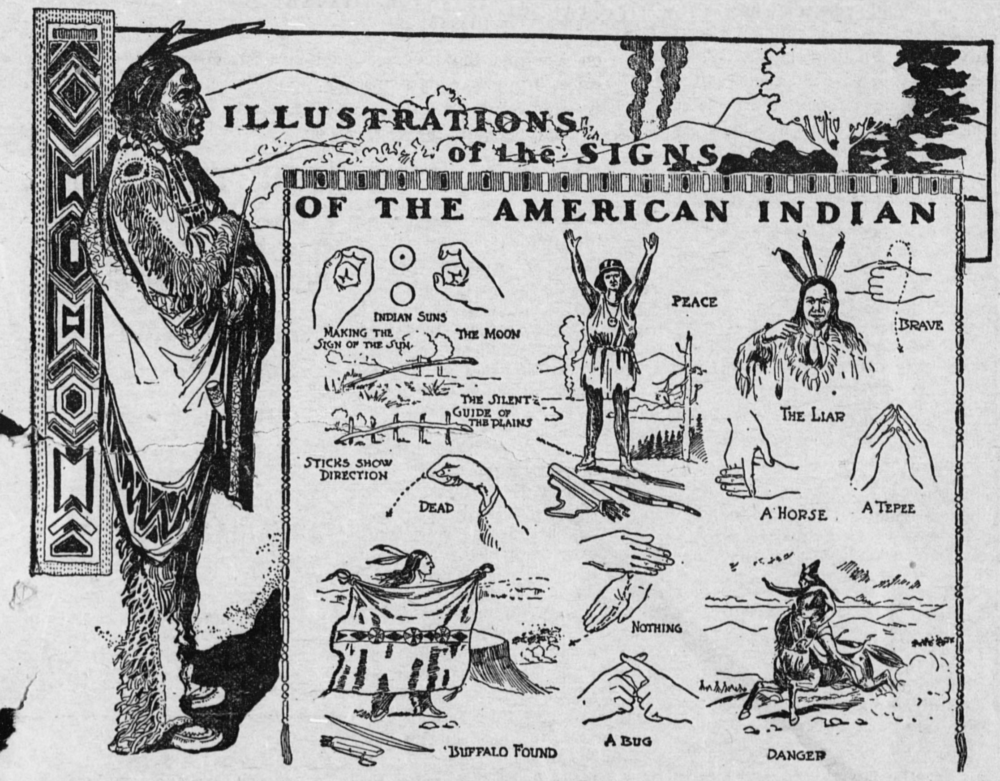 ILLUSTRATIONS
of the SIGNS
OF THE AMERICAN INDIAN
INDIAN SUNS
MAKING THE
SIGN OF THE SUN.
THE MOON
PEACE
BRAVE
THE LIAR
THE SILENT
GUIDE OF
THE PLAINS
STICKS SHOW
DIRECTION
DEAD
A HORSE
A TEPEE
NOTHING
BUFFALO FOUND
A BUG
DANGER